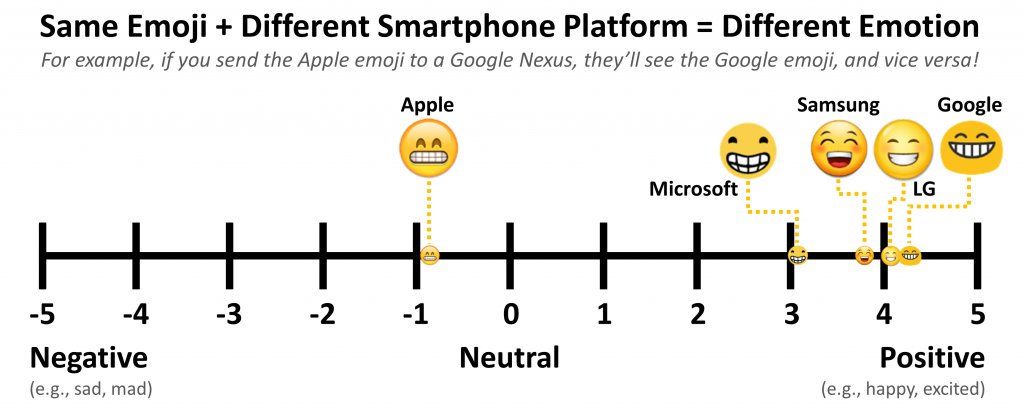 Same Emoji + Different Smartphone Platform = Different Emotion
For example, if you send the Apple emoji to a Google Nexus, they'll see the Google emoji, and vice versa!
Apple
Samsung
Google
Microsoft
LG
-5 -4 -3 -2 -1 0 1 2 3 4 5
Negative Neutral Positive
(e.g., sad, mad) (e.g., happy, excited)